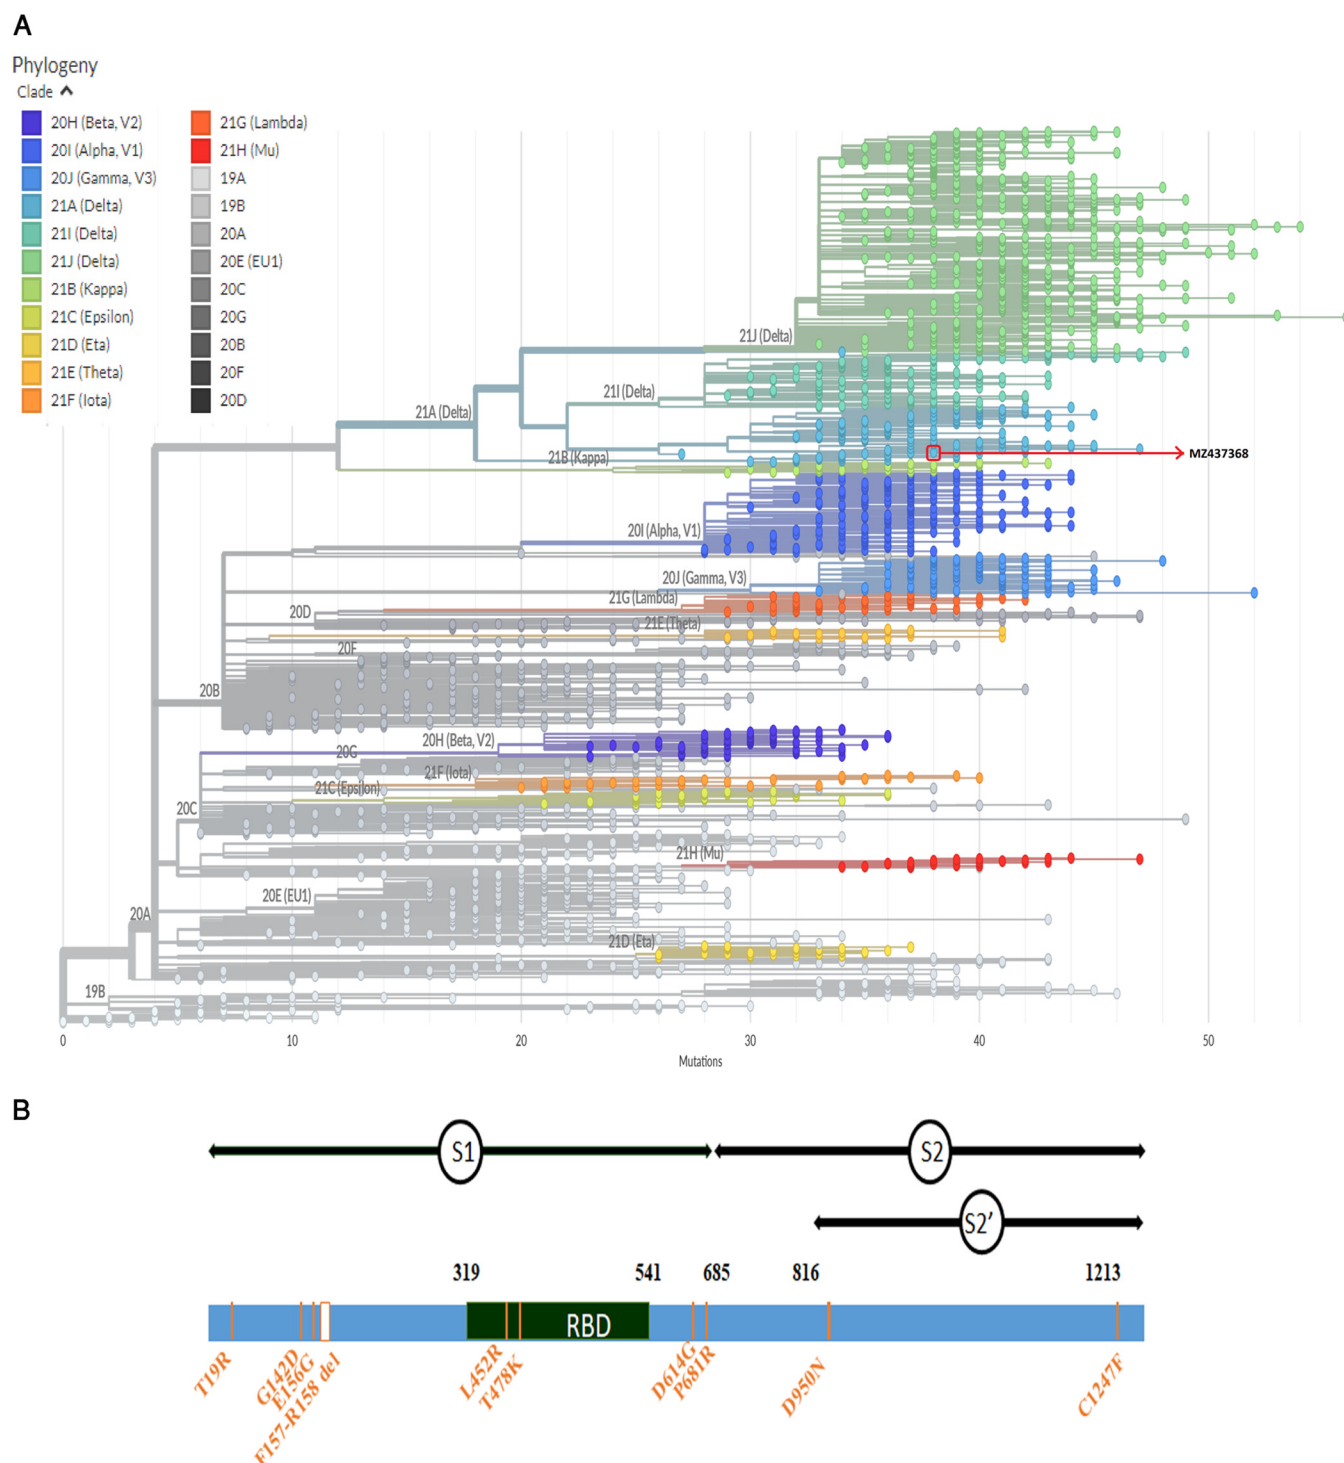 A
Phylogeny
Clade
20H (Beta, V2)
20I (Alpha, V1)
20J (Gamma, V3)
21A (Delta)
21I (Delta)
21J (Delta)
21B (Kappa)
21C (Epsilon)
21D (Eta)
21E (Theta)
21F (Iota)
21G (Lambda)
21H (Mu)
19A
19B
20A
20E (EU1)
20C
20G
20B
20F
20D
21J (Delta)
21I (Delta)
21A (Delta)
21B (Kappa)
MZ437368
20I (Alpha, V1)
20J (Gamma, V3)
21G (Lambda)
20D
21E (Theta)
20F
20B
20H (Beta, V2)
20G
21F (Iota)
21C (Epsilon)
20C
21H (Mu)
20E (EU1)
20A
21D (Eta)
19B
0 10 20 30 40 50
Mutations
B
S1 S2
S2'
319 541 685 816 1213
RBD
T19R G142D E156G F157-R158 del L452R T478K D614G P681R D950N C1247F